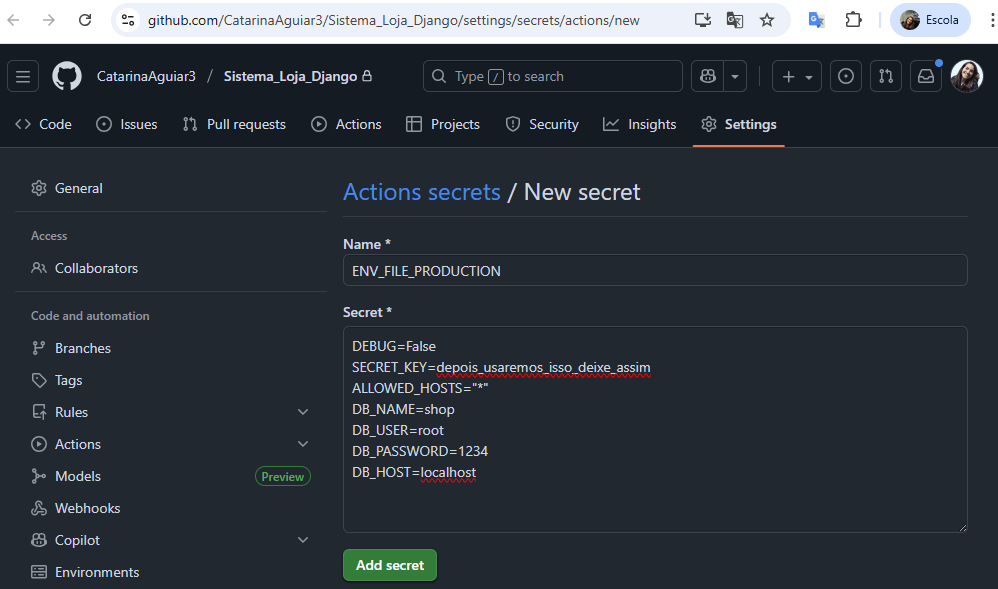 github.com/CatarinaAguiar3/Sistema_Loja_Django/settings/secrets/actions/new
Escola
CatarinaAguiar3 / Sistema_Loja_Django
Type / to search
Code
Issues
Pull requests
Actions
Projects
Security
Insights
Settings
General
Access
Collaborators
Code and automation
Branches
Tags
Rules
Actions
Models
Preview
Webhooks
Copilot
Environments
Actions secrets / New secret
Name *
ENV_FILE_PRODUCTION
Secret *
DEBUG=False
SECRET_KEY=depois_usaremos_isso_deixe_assim
ALLOWED_HOSTS="*"
DB_NAME=shop
DB_USER=root
DB_PASSWORD=1234
DB_HOST=localhost
Add secret